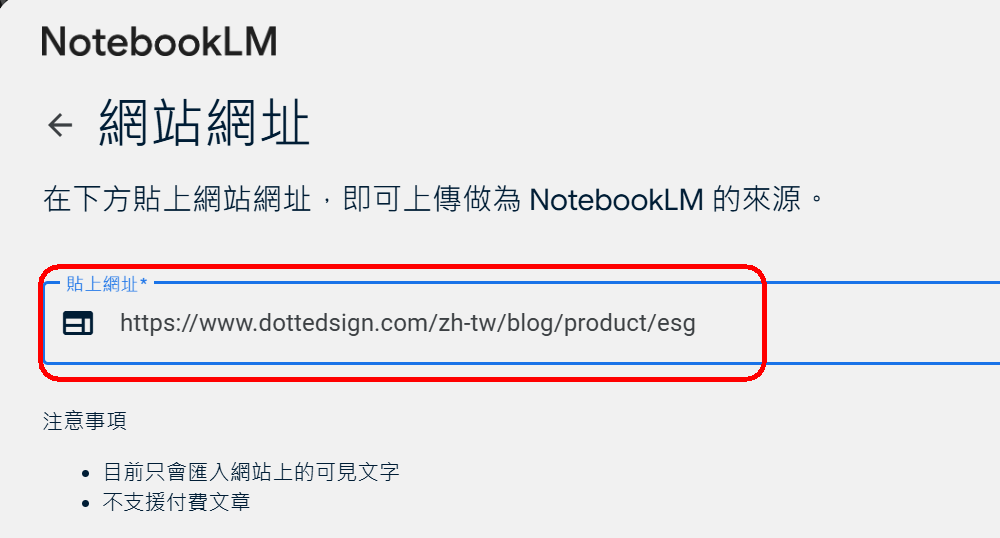 NotebookLM
← 網站網址
在下方貼上網站網址，即可上傳做為 NotebookLM 的來源。
貼上網址*
https://www.dottedsign.com/zh-tw/blog/product/esg
注意事項
• 目前只會匯入網站上的可見文字
• 不支援付費文章